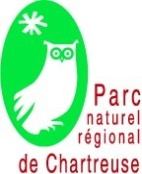 Parc
naturel
régional
de Chartreuse